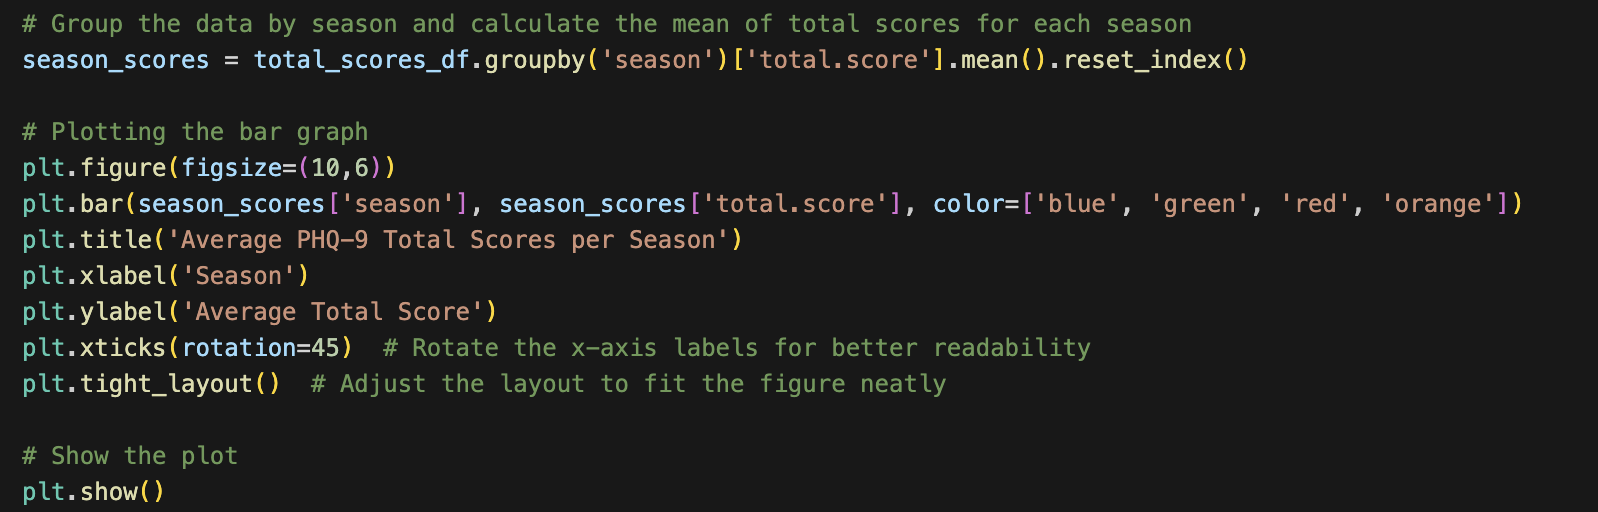 # Group the data by season and calculate the mean of total scores for each season
season_scores = total_scores_df.groupby('season')['total.score'].mean().reset_index()
# Plotting the bar graph
plt.figure(figsize=(10,6))
plt.bar(season_scores['season'], season_scores['total.score'], color=['blue', 'green', 'red', 'orange'])
plt.title('Average PHQ-9 Total Scores per Season')
plt.xlabel('Season')
plt.ylabel('Average Total Score')
plt.xticks(rotation=45)  # Rotate the x-axis labels for better readability
plt.tight_layout()  # Adjust the layout to fit the figure neatly
# Show the plot
plt.show()